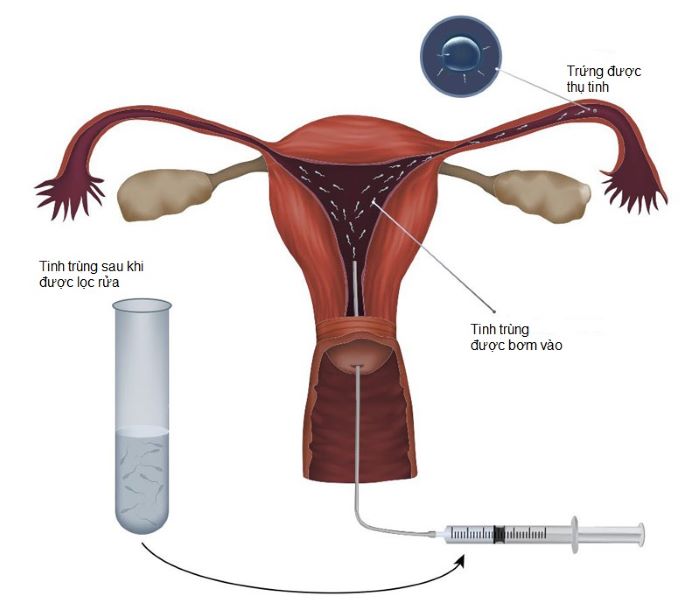 Trứng được
thụ tinh
Tinh trùng sau khi
được lọc rửa
Tinh trùng
được bơm vào